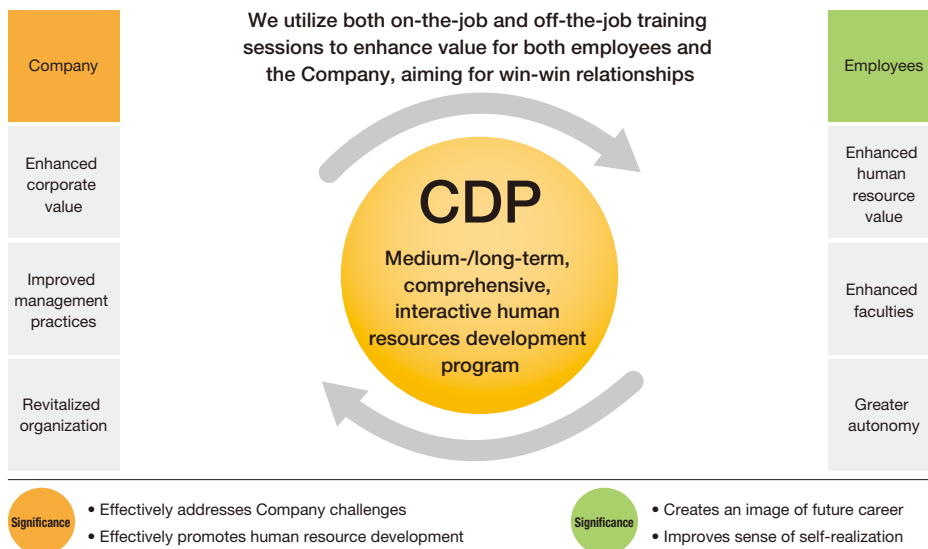 We utilize both on-the-job and off-the-job training
sessions to enhance value for both employees and
the Company, aiming for win-win relationships
Company
Enhanced
corporate
value
Improved
management
practices
Revitalized
organization
CDP
Medium-/long-term,
comprehensive,
interactive human
resources development
program
Employees
Enhanced
human
resource
value
Enhanced
faculties
Greater
autonomy
Significance
• Effectively addresses Company challenges
• Effectively promotes human resource development
Significance
• Creates an image of future career
• Improves sense of self-realization